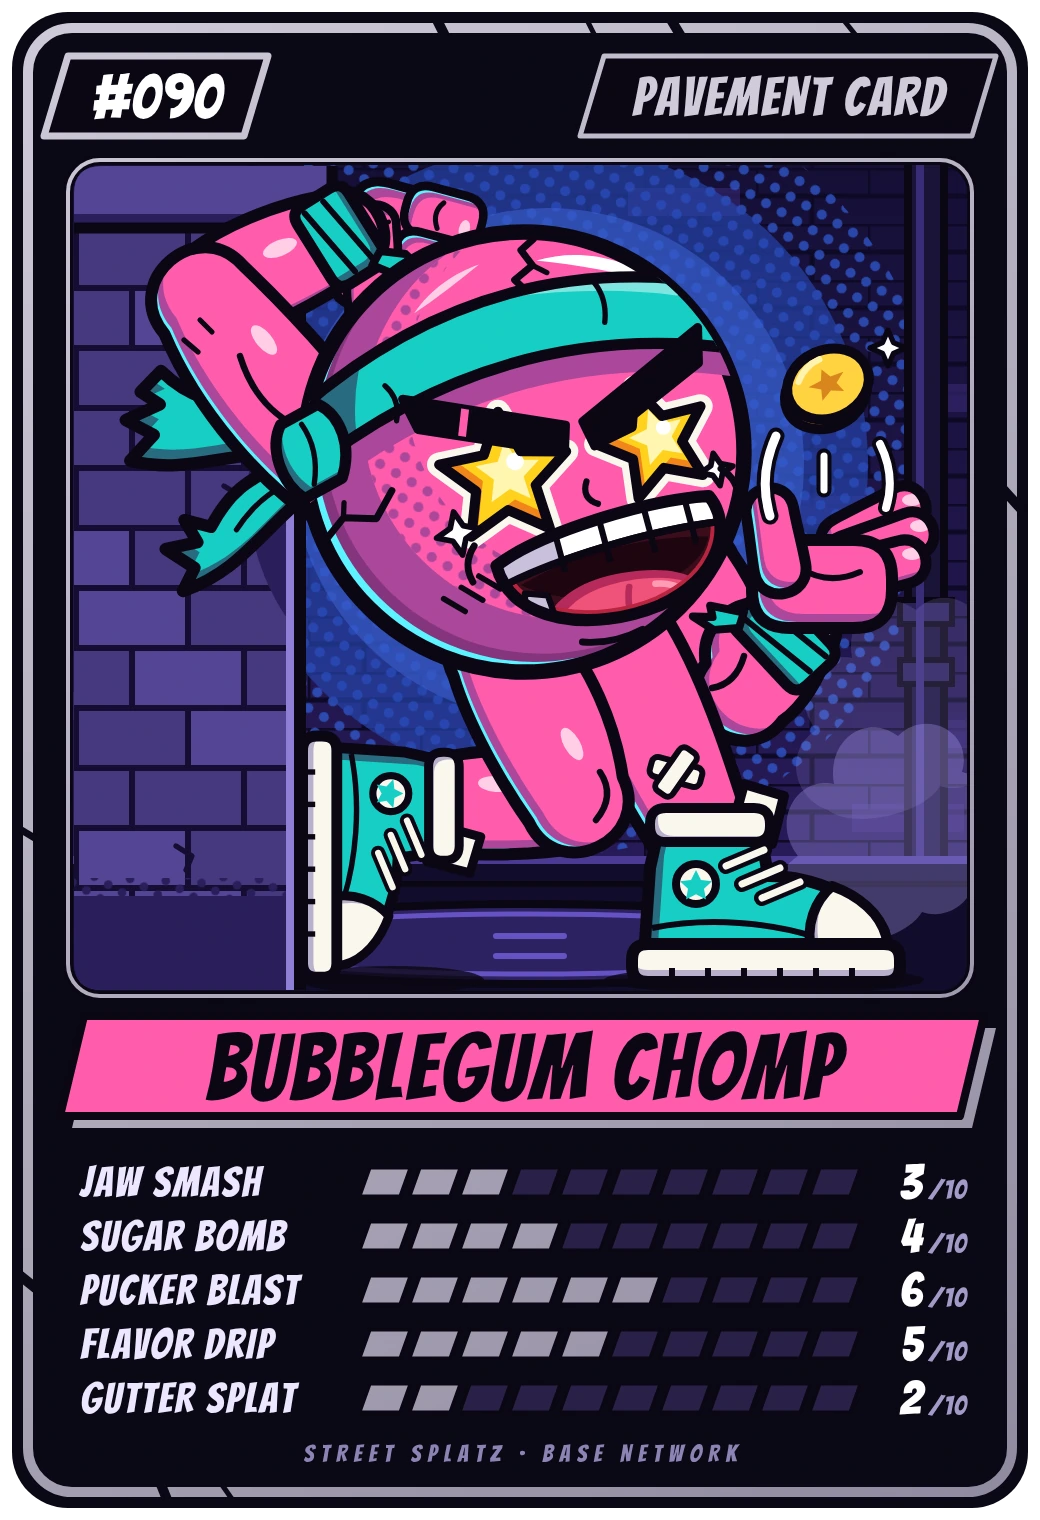 #090
PAVEMENT CARD
BUBBLEGUM CHOMP
JAW SMASH 3/10
SUGAR BOMB 4/10
PUCKER BLAST 6/10
FLAVOR DRIP 5/10
GUTTER SPLAT 2/10
STREET SPLATZ · BASE NETWORK